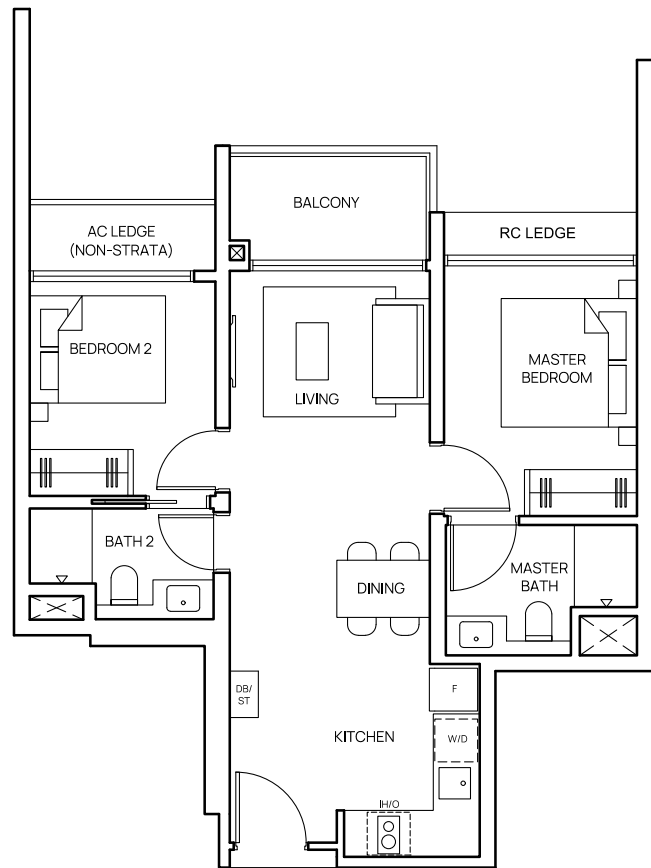 BALCONY
AC LEDGE
(NON-STRATA)
RC LEDGE
BEDROOM 2
MASTER
BEDROOM
LIVING
BATH 2
MASTER
BATH
DINING
DB/
ST
F
KITCHEN
W/D
IH/O